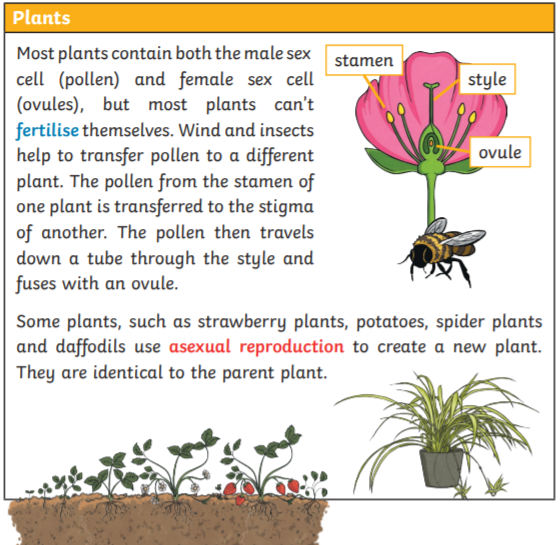 Plants
Most plants contain both the male sex
cell (pollen) and female sex cell
(ovules), but most plants can't
fertilise themselves. Wind and insects
help to transfer pollen to a different
plant. The pollen from the stamen of
one plant is transferred to the stigma
of another. The pollen then travels
down a tube through the style and
fuses with an ovule.
stamen
style
ovule
Some plants, such as strawberry plants, potatoes, spider plants
and daffodils use asexual reproduction to create a new plant.
They are identical to the parent plant.